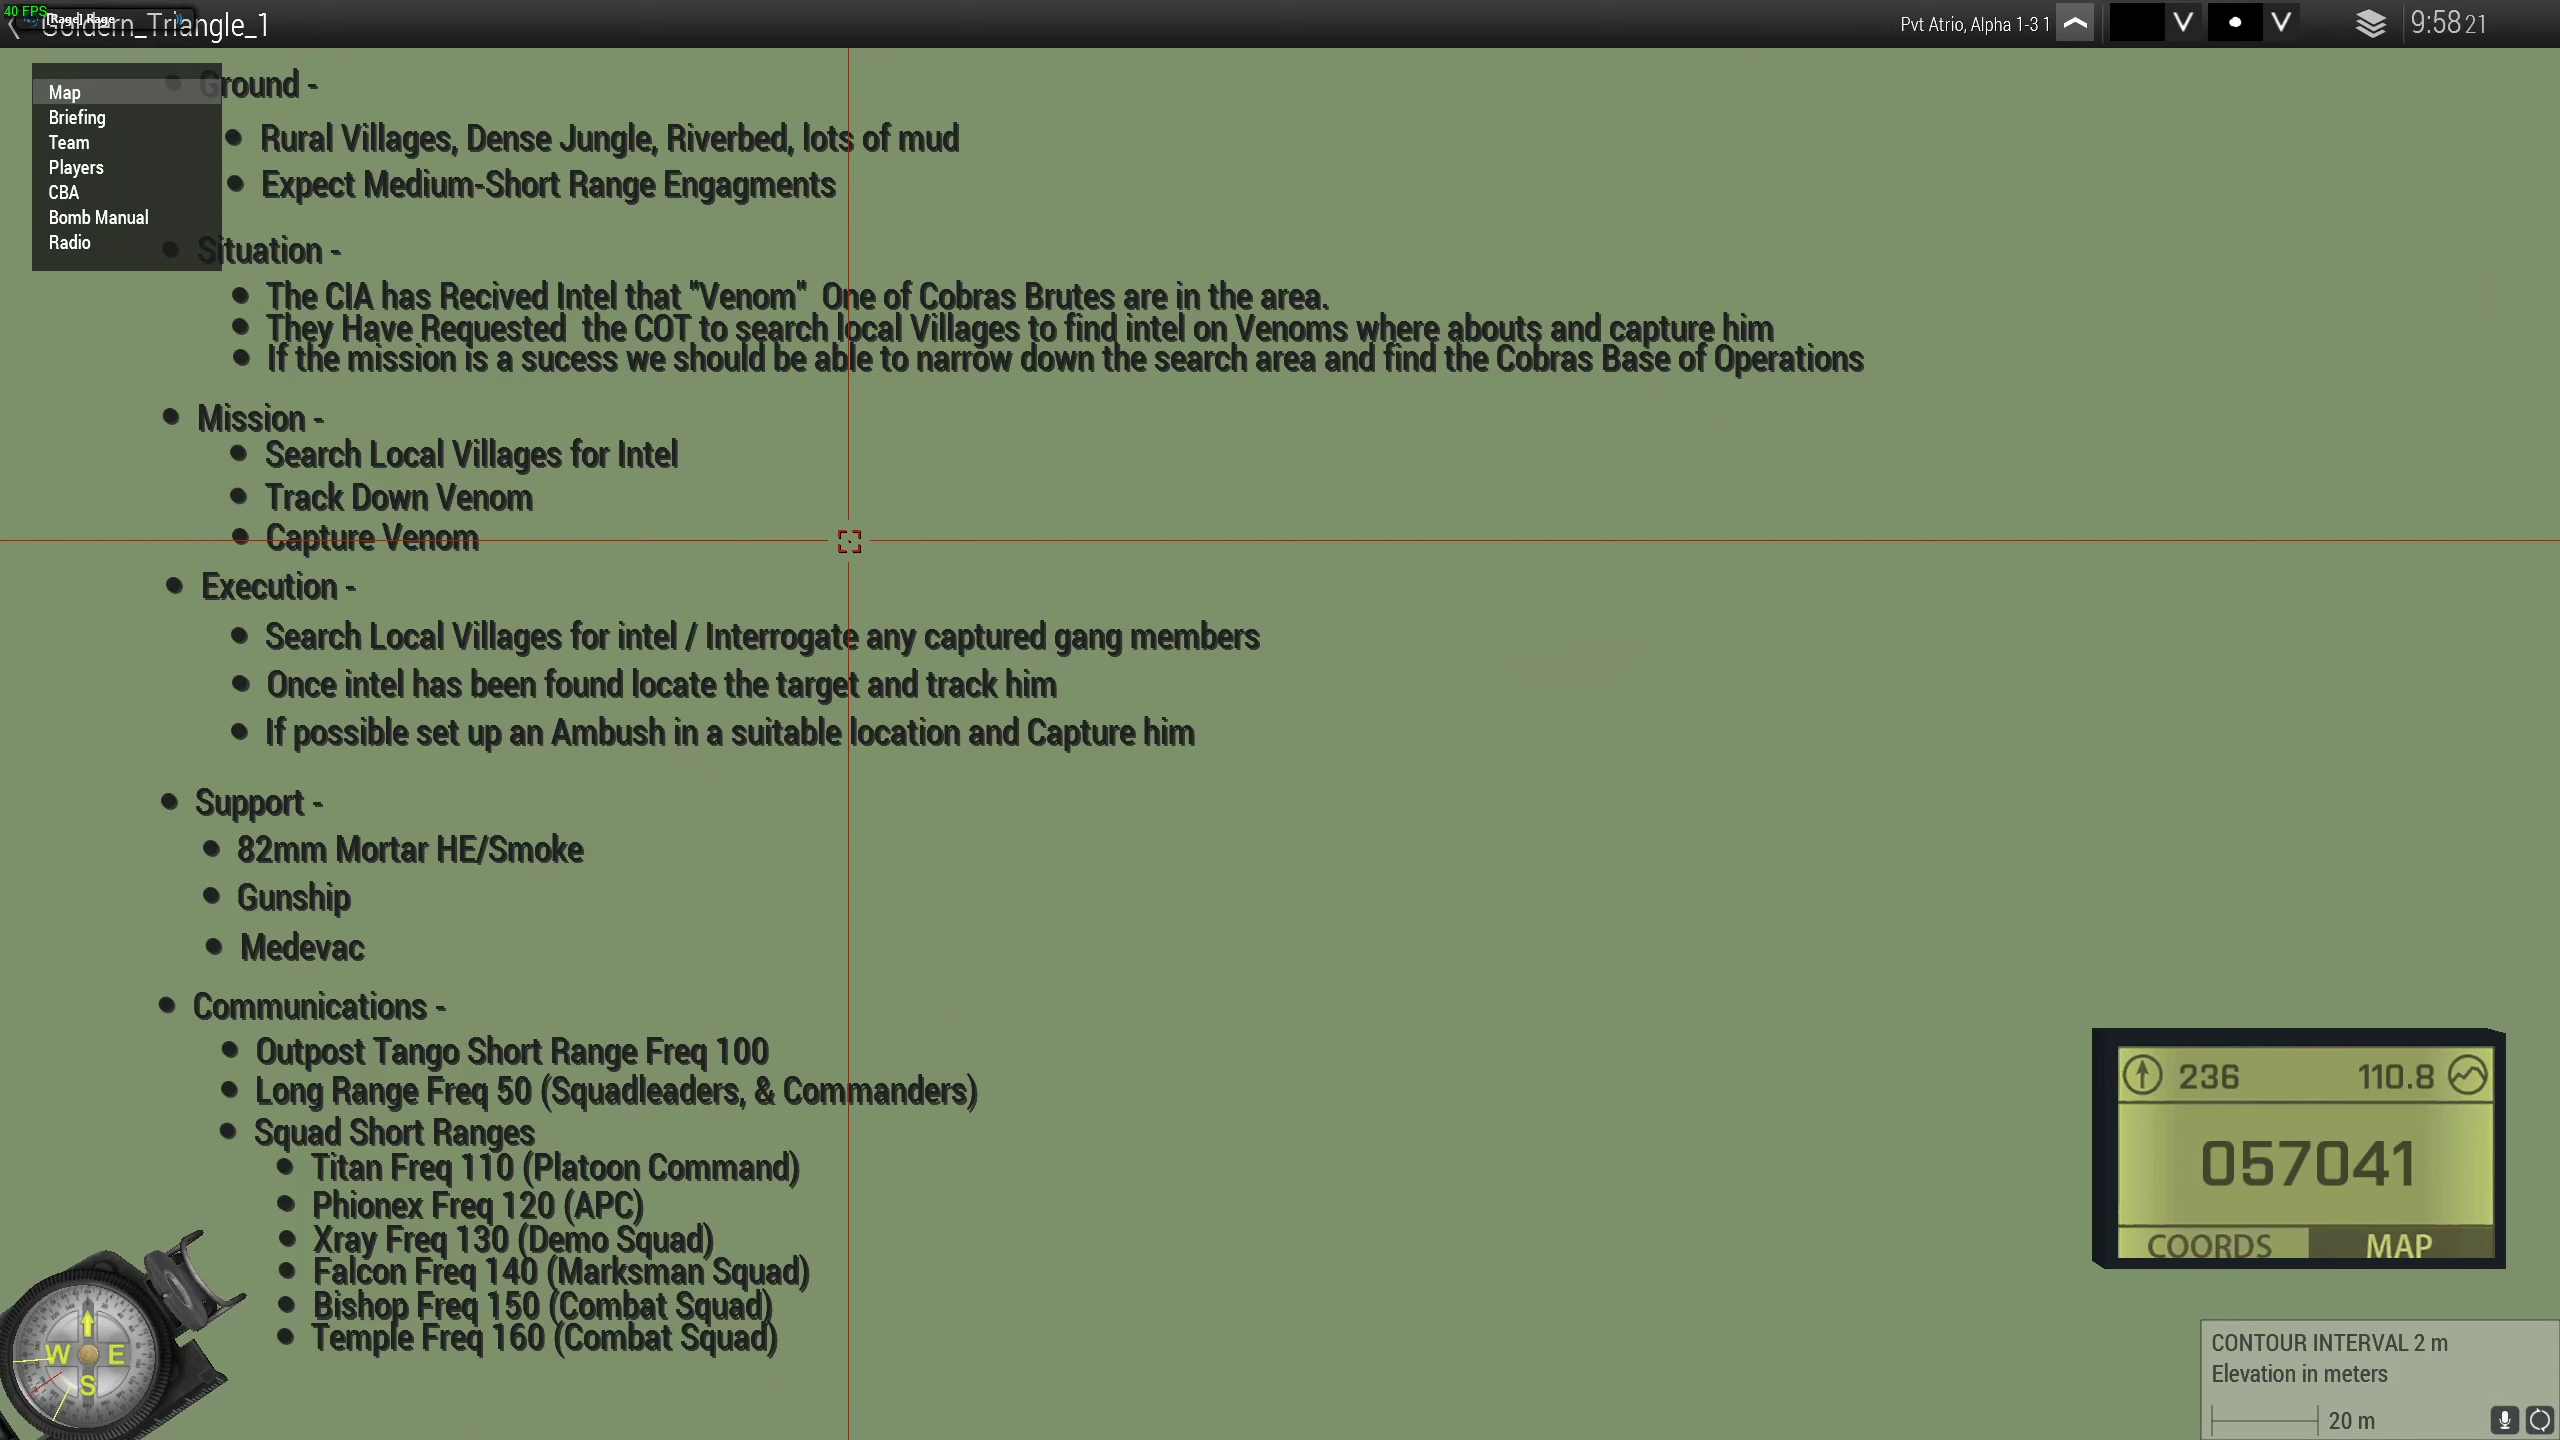 40 FPS
[Rage] Rage
Goldern_Triangle_1
Pvt Atrio, Alpha 1-3 1
9:58 21
Map
Briefing
Team
Players
CBA
Bomb Manual
Radio
Ground -
Rural Villages, Dense Jungle, Riverbed, lots of mud
Expect Medium-Short Range Engagments
Situation -
The CIA has Recived Intel that "Venom" One of Cobras Brutes are in the area.
They Have Requested the COT to search local Villages to find intel on Venoms where abouts and capture him
If the mission is a sucess we should be able to narrow down the search area and find the Cobras Base of Operations
Mission -
Search Local Villages for Intel
Track Down Venom
Capture Venom
Execution -
Search Local Villages for intel / Interrogate any captured gang members
Once intel has been found locate the target and track him
If possible set up an Ambush in a suitable location and Capture him
Support -
82mm Mortar HE/Smoke
Gunship
Medevac
Communications -
Outpost Tango Short Range Freq 100
Long Range Freq 50 (Squadleaders, & Commanders)
Squad Short Ranges
Titan Freq 110 (Platoon Command)
Phionex Freq 120 (APC)
Xray Freq 130 (Demo Squad)
Falcon Freq 140 (Marksman Squad)
Bishop Freq 150 (Combat Squad)
Temple Freq 160 (Combat Squad)
W E
S
236 110.8
057041
COORDS MAP
CONTOUR INTERVAL 2 m
Elevation in meters
20 m